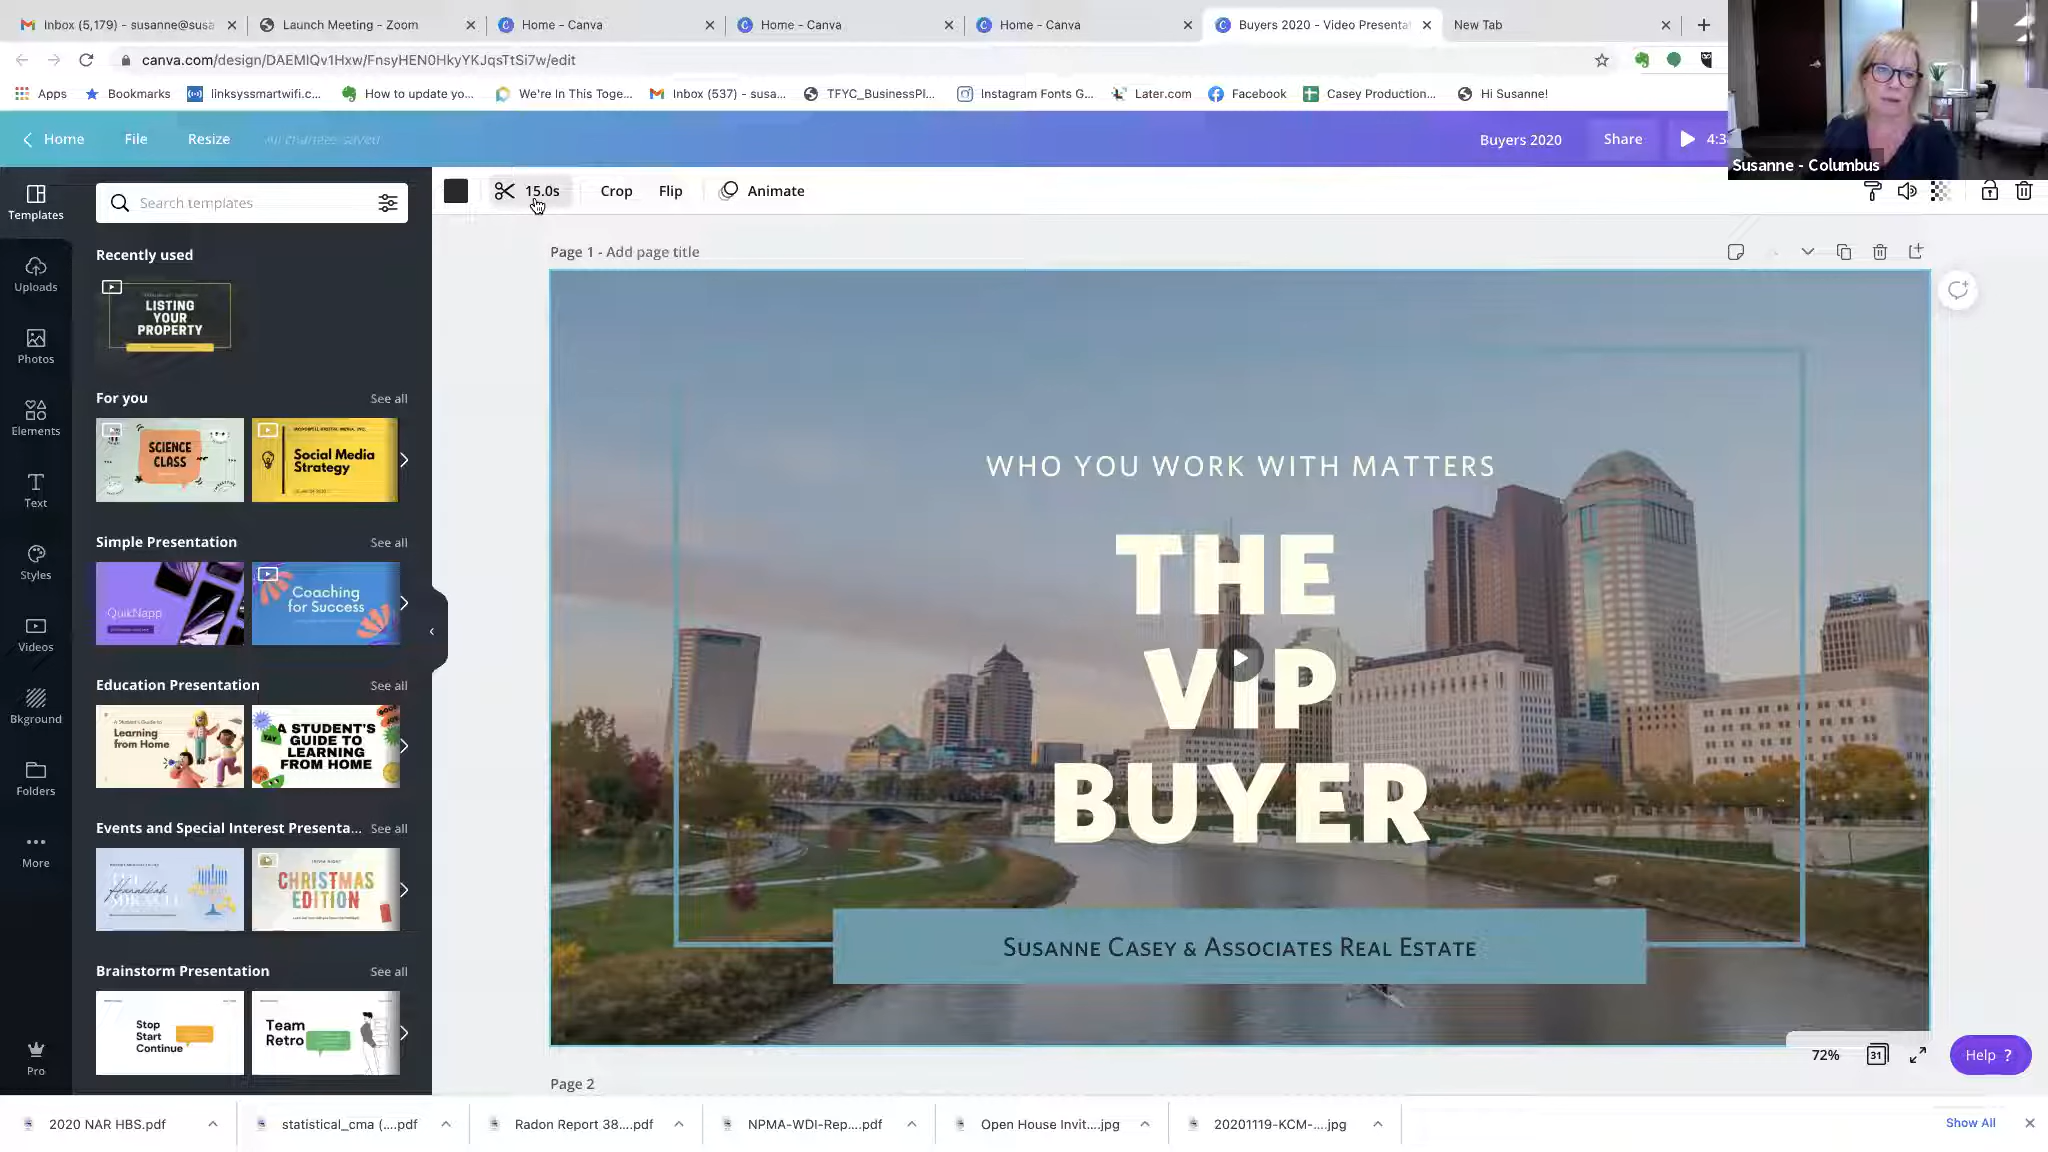 Inbox (5,179) - susanne@susa
Launch Meeting - Zoom
Home - Canva
Home - Canva
Home - Canva
Buyers 2020 - Video Presenta
New Tab
canva.com/design/DAEMIQv1Hxw/FnsyHEN0HkyYKJqsTtSi7w/edit
Apps
Bookmarks
linksyssmartwifi.c...
How to update yo...
We're In This Toge...
Inbox (537) - susa...
TFYC_BusinessPl...
Instagram Fonts G...
Later.com
Facebook
Casey Production...
Hi Susanne!
Home
File
Resize
All changes saved
Buyers 2020
Share
4:3
Susanne - Columbus
Templates
Search templates
15.0s
Crop
Flip
Animate
Uploads
Photos
Elements
Text
Styles
Videos
Bkground
Folders
More
Pro
Recently used
LISTING
YOUR
PROPERTY
For you
See all
SCIENCE
CLASS
Social Media
Strategy
Simple Presentation
See all
QuikNapp
Coaching
for Success
Education Presentation
See all
A Student's Guide to
Learning
from Home
A STUDENT'S
GUIDE TO
LEARNING
FROM HOME
Events and Special Interest Presenta...
See all
Hanukkah
CHRISTMAS
EDITION
Brainstorm Presentation
See all
Stop
Start
Continue
Team
Retro
Page 1 - Add page title
WHO YOU WORK WITH MATTERS
THE
VIP
BUYER
Susanne Casey & Associates Real Estate
72%
31
Help ?
Page 2
2020 NAR HBS.pdf
statistical_cma (....pdf
Radon Report 38....pdf
NPMA-WDI-Rep....pdf
Open House Invit....jpg
20201119-KCM-....jpg
Show All